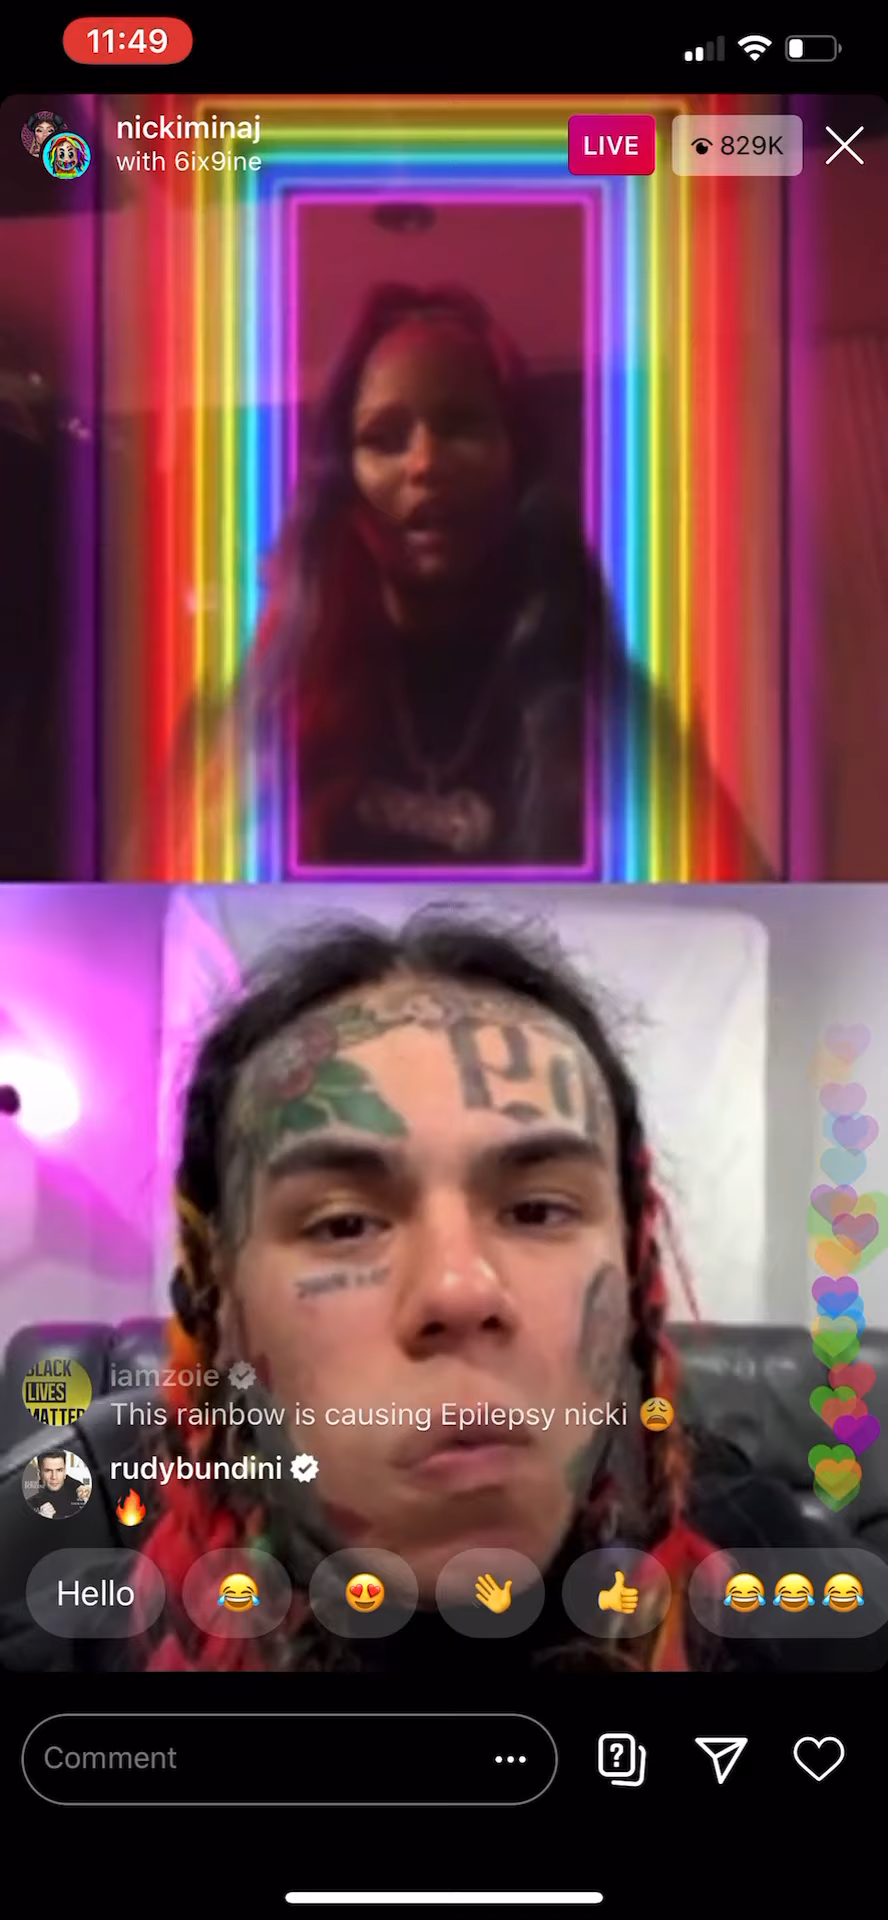 11:49
nickiminaj
with 6ix9ine
LIVE
829K
BLACK
LIVES
MATTER
iamzoie
This rainbow is causing Epilepsy nicki 😩
rudybundini
🔥
Hello 😂 😍 👋 👍 😂😂😂
Comment